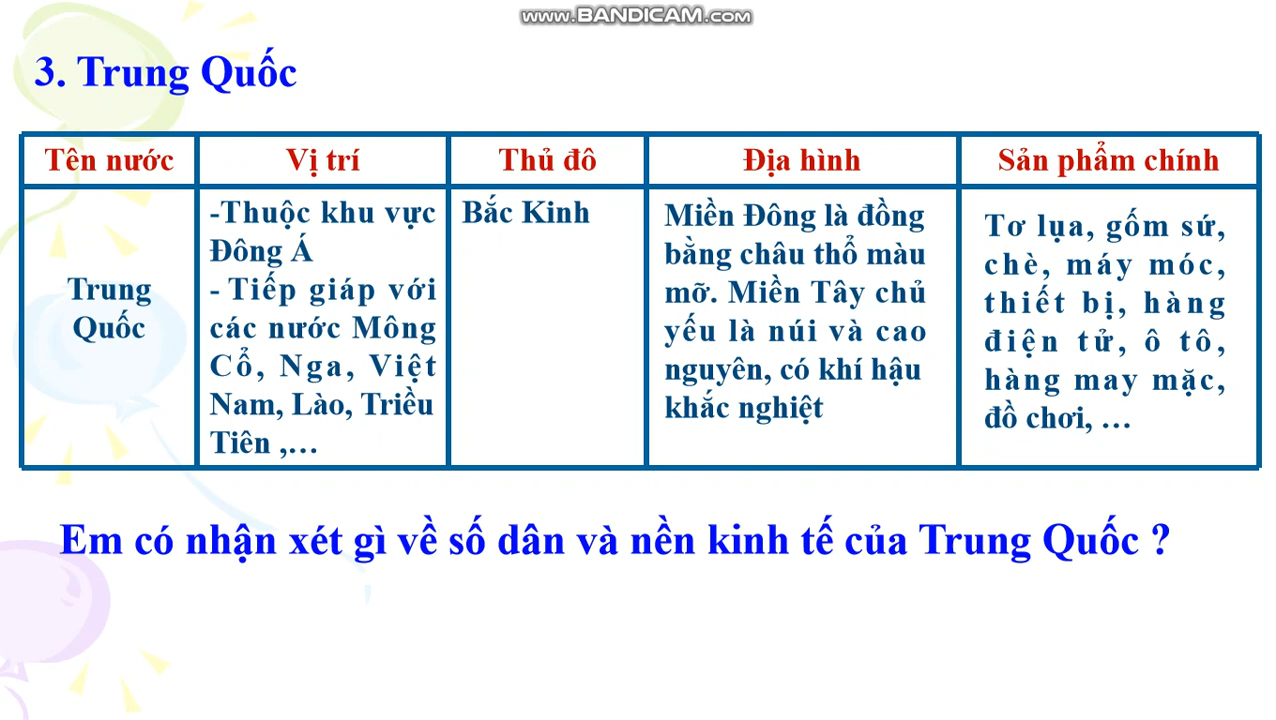 www.BANDICAM.com
3. Trung Quốc
Tên nước
Vị trí
Thủ đô
Địa hình
Sản phẩm chính
Trung
Quốc
-Thuộc khu vực
Đông Á
- Tiếp giáp với
các nước Mông
Cổ, Nga, Việt
Nam, Lào, Triều
Tiên ,…
Bắc Kinh
Miền Đông là đồng
bằng châu thổ màu
mỡ. Miền Tây chủ
yếu là núi và cao
nguyên, có khí hậu
khắc nghiệt
Tơ lụa, gốm sứ,
chè, máy móc,
thiết bị, hàng
điện tử, ô tô,
hàng may mặc,
đồ chơi, …
Em có nhận xét gì về số dân và nền kinh tế của Trung Quốc ?